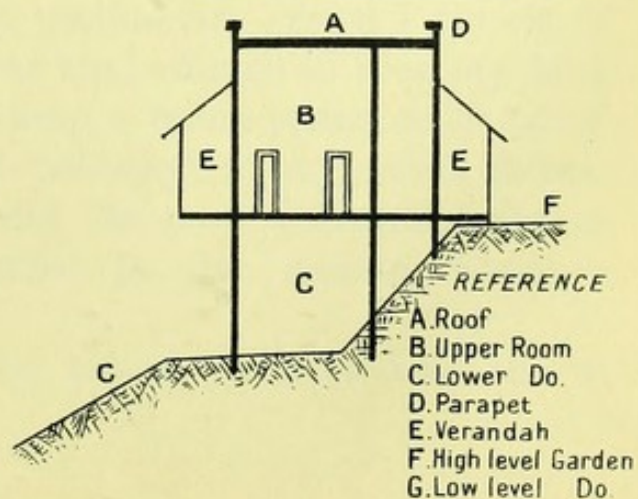 A D
B
E E
F
C
REFERENCE
A. Roof
B. Upper Room
C. Lower Do.
D. Parapet
E. Verandah
F. High level Garden
G. Low level Do.
C